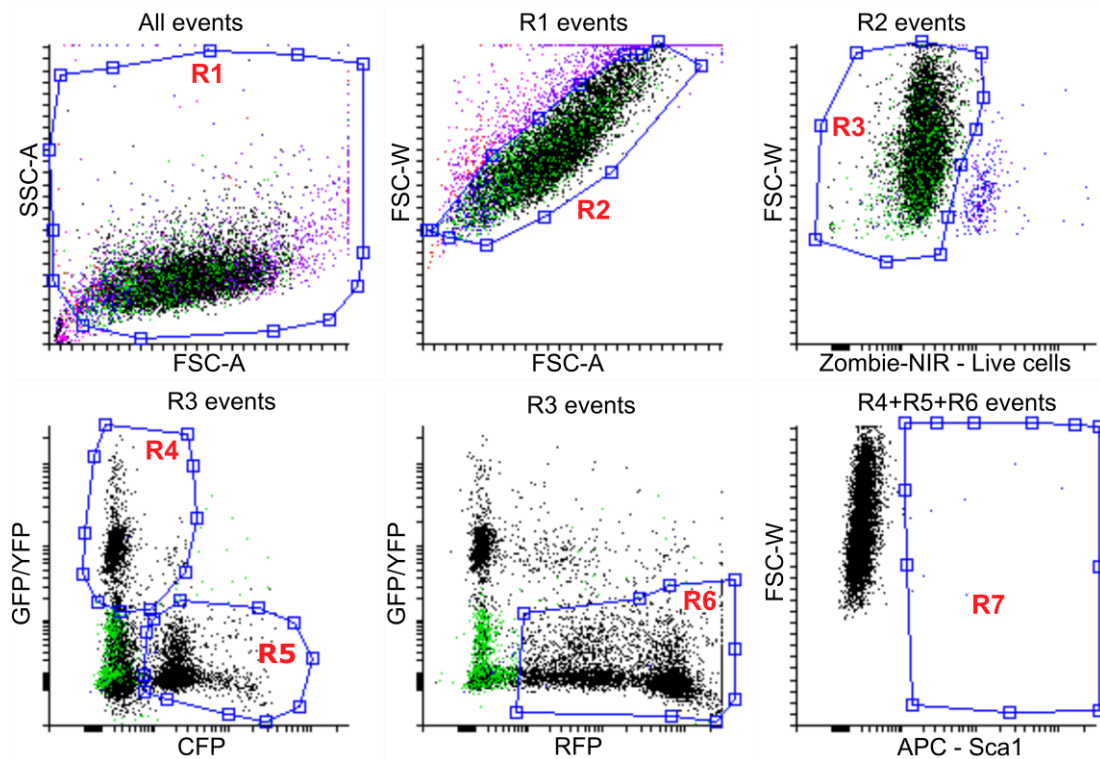 All events
R1 events
R2 events
R1
R2
R3
SSC-A
FSC-W
FSC-W
FSC-A
FSC-A
Zombie-NIR - Live cells
R3 events
R3 events
R4+R5+R6 events
R4
R5
R6
R7
GFP/YFP
GFP/YFP
FSC-W
CFP
RFP
APC - Sca1